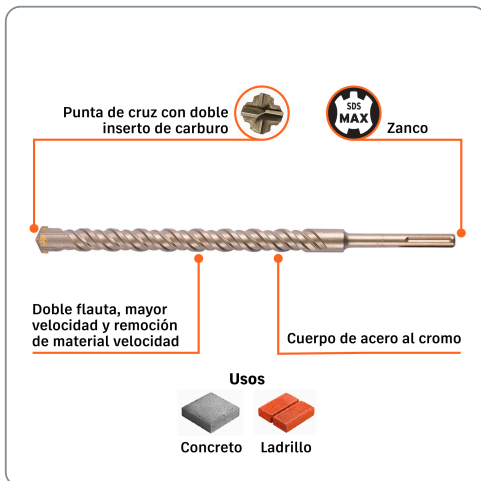 Punta de cruz con doble
inserto de carburo
SDS
MAX
Zanco
Doble flauta, mayor
velocidad y remoción
de material velocidad
Cuerpo de acero al cromo
Usos
Concreto Ladrillo